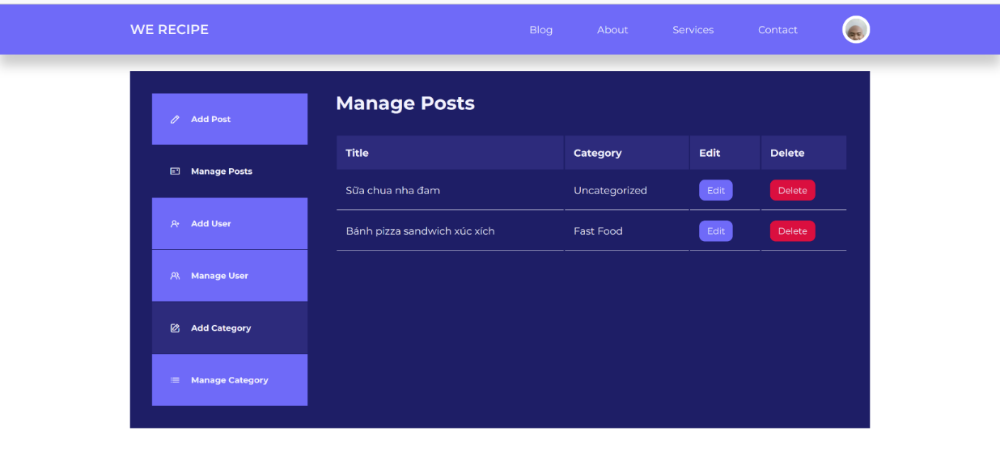 WE RECIPE Blog About Services Contact
Add Post
Manage Posts
Add User
Manage User
Add Category
Manage Category
Manage Posts
Title Category Edit Delete
Sữa chua nha đam Uncategorized Edit Delete
Bánh pizza sandwich xúc xích Fast Food Edit Delete